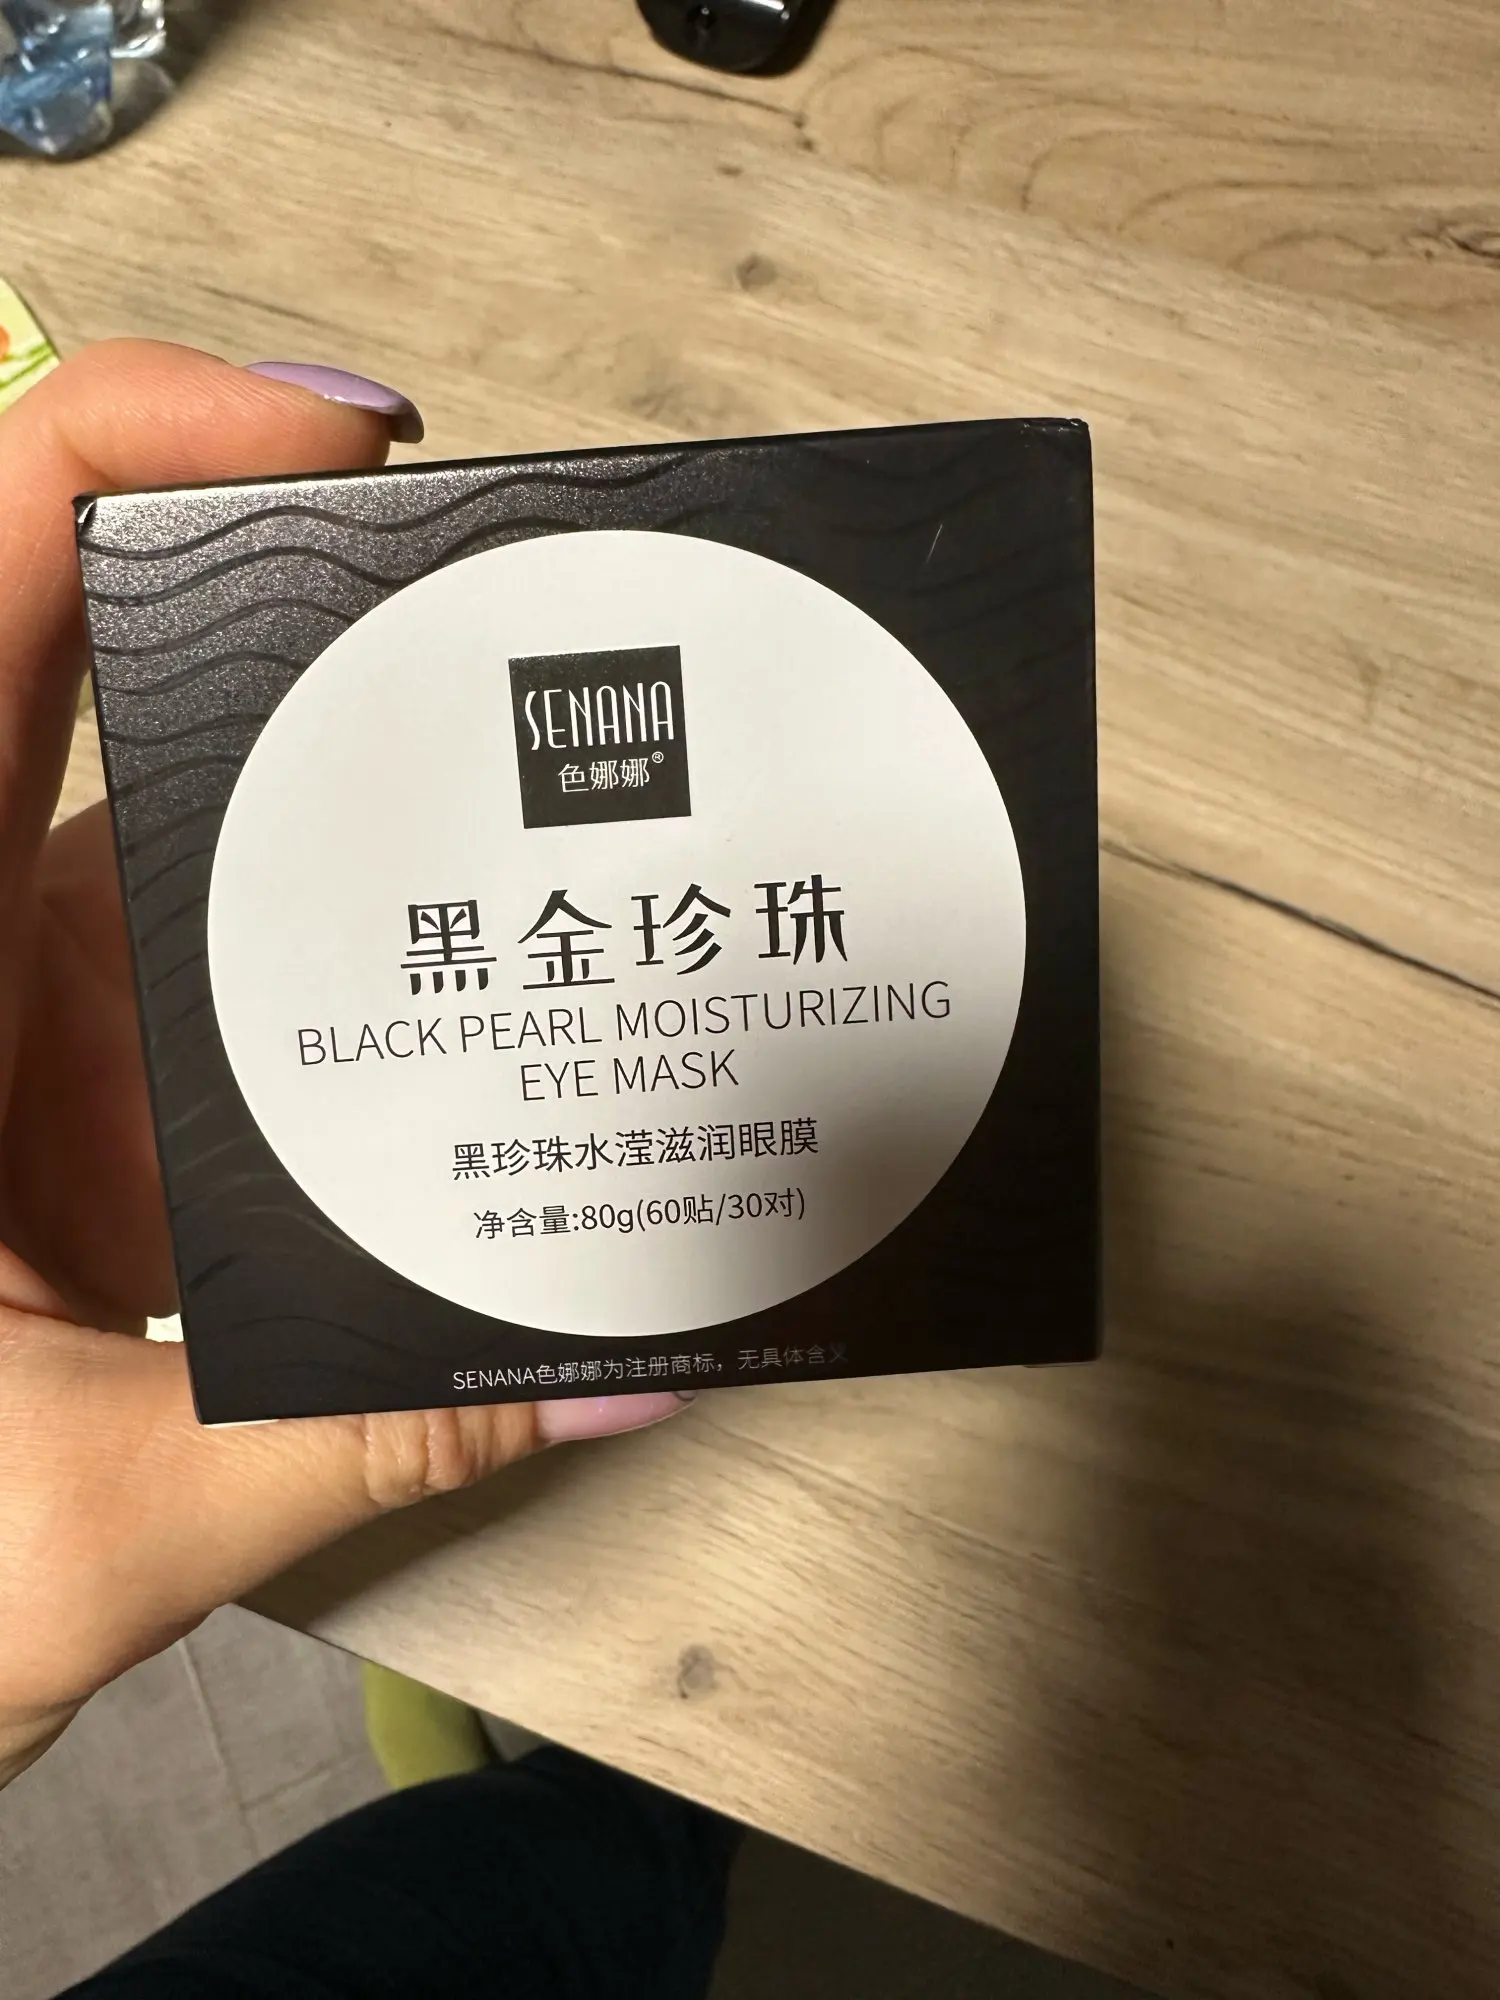 SENANA
色娜娜®
黑金珍珠
BLACK PEARL MOISTURIZING
EYE MASK
黑珍珠水滢滋润眼膜
净含量:80g(60贴/30对)
SENANA色娜娜为注册商标，无具体含义